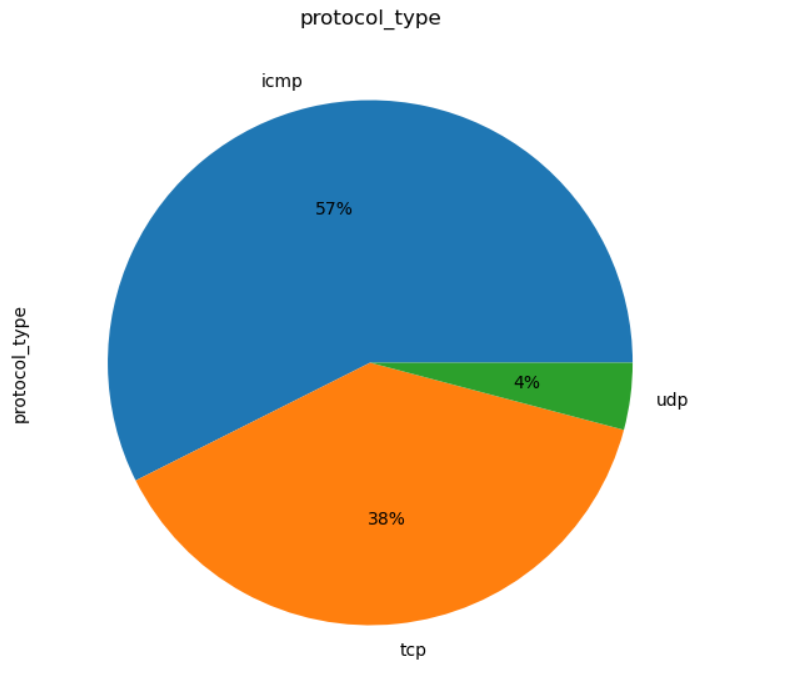 protocol_type
icmp
57%
protocol_type
4%
udp
38%
tcp